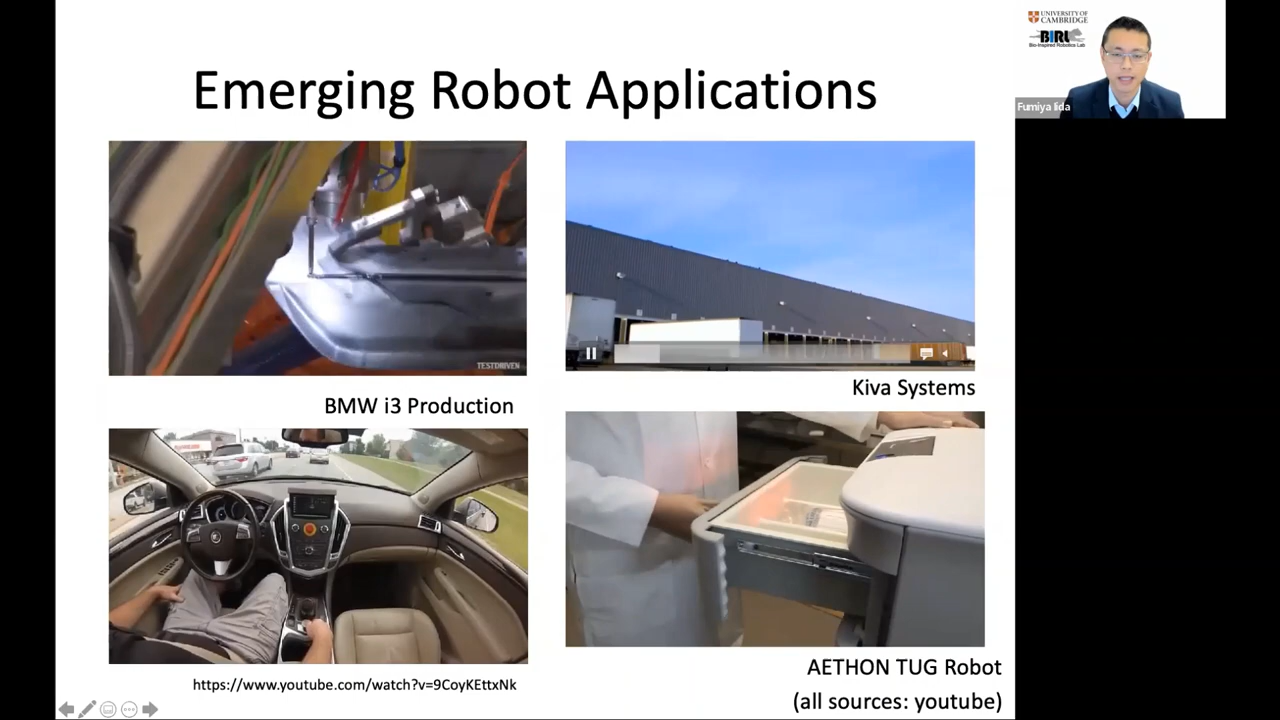 Emerging Robot Applications
TESTDRIVEN
BMW i3 Production
Kiva Systems
https://www.youtube.com/watch?v=9CoyKEttxNk
AETHON TUG Robot
(all sources: youtube)
UNIVERSITY OF
CAMBRIDGE
BIRL
Bio-Inspired Robotics Lab
Fumiya Iida